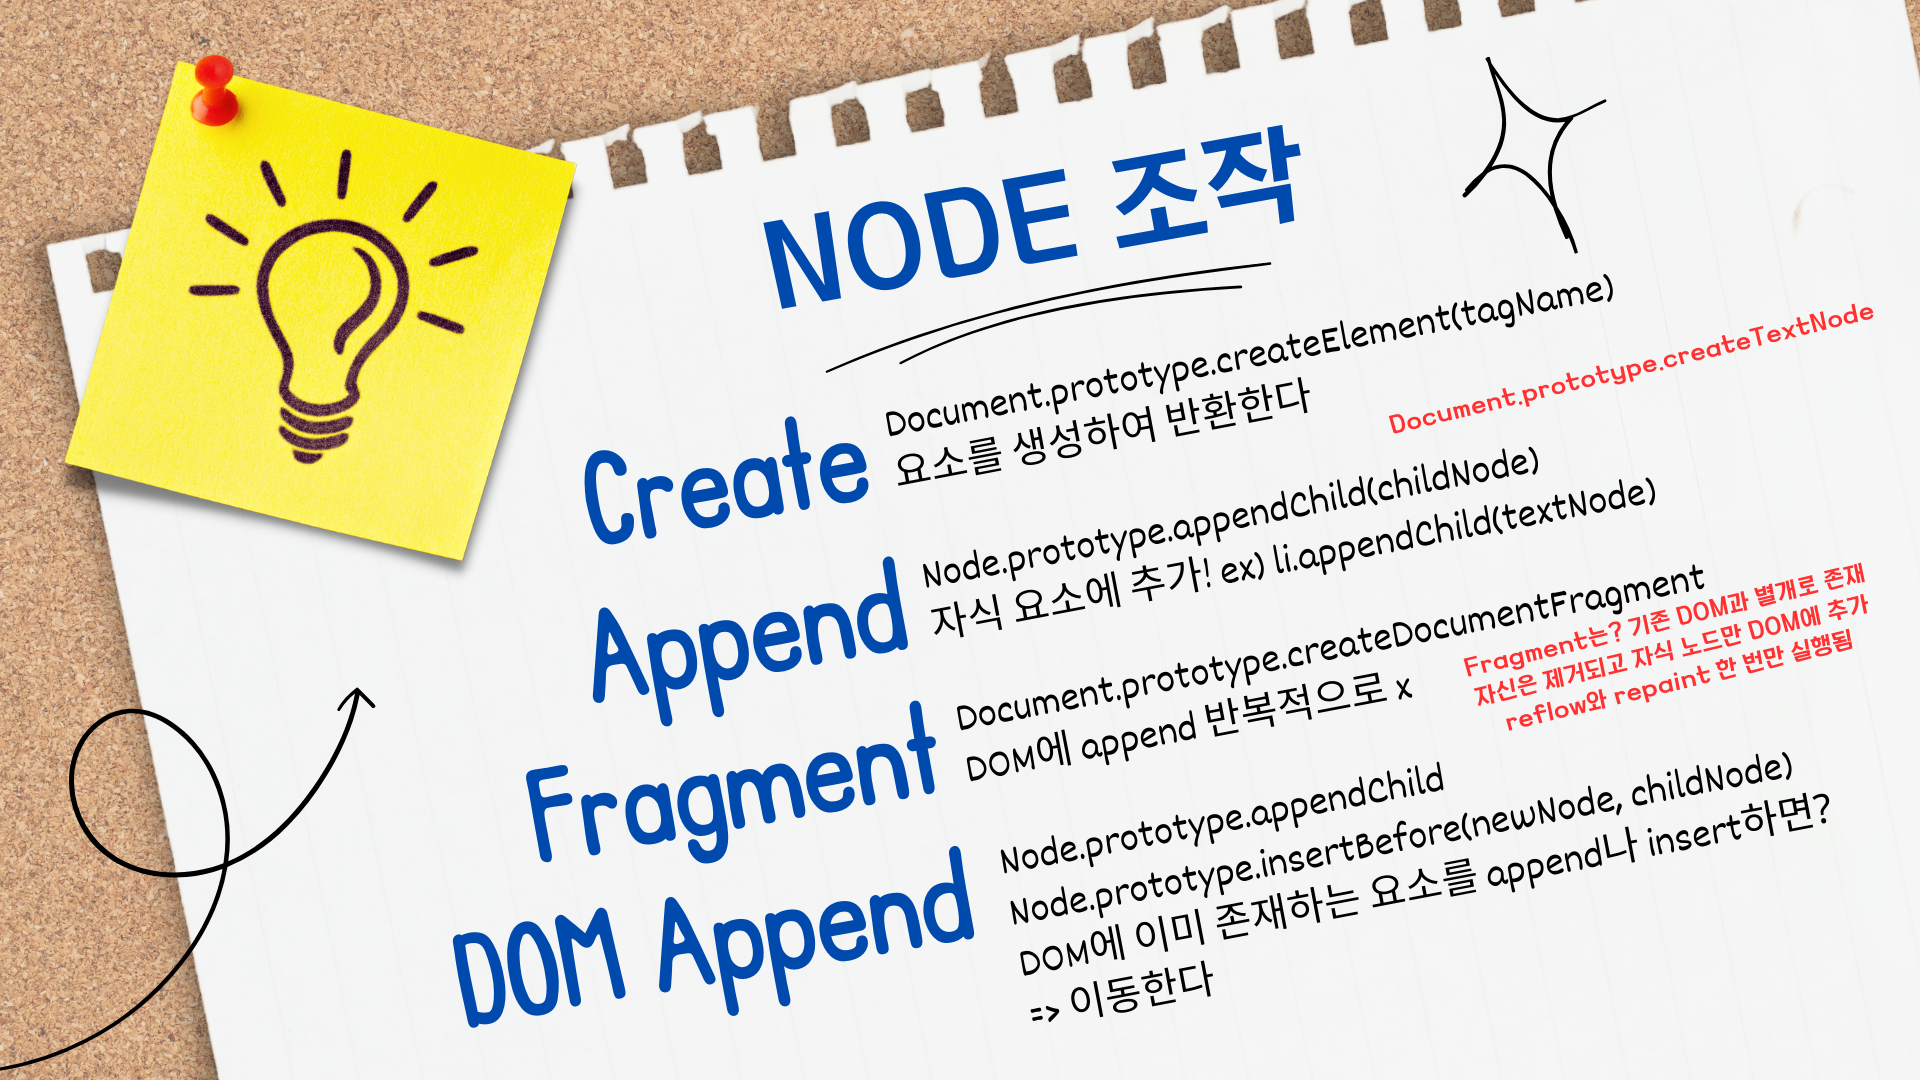 NODE 조작
Create
Document.prototype.createElement(tagName)
요소를 생성하여 반환한다
Document.prototype.createTextNode
Append
Node.prototype.appendChild(childNode)
자식 요소에 추가! ex) li.appendChild(textNode)
Fragment
Document.prototype.createDocumentFragment
DOM에 append 반복적으로 x
Fragment는? 기존 DOM과 별개로 존재
자신은 제거되고 자식 노드만 DOM에 추가
reflow와 repaint 한 번만 실행됨
DOM Append
Node.prototype.appendChild
Node.prototype.insertBefore(newNode, childNode)
DOM에 이미 존재하는 요소를 append나 insert하면?
=> 이동한다